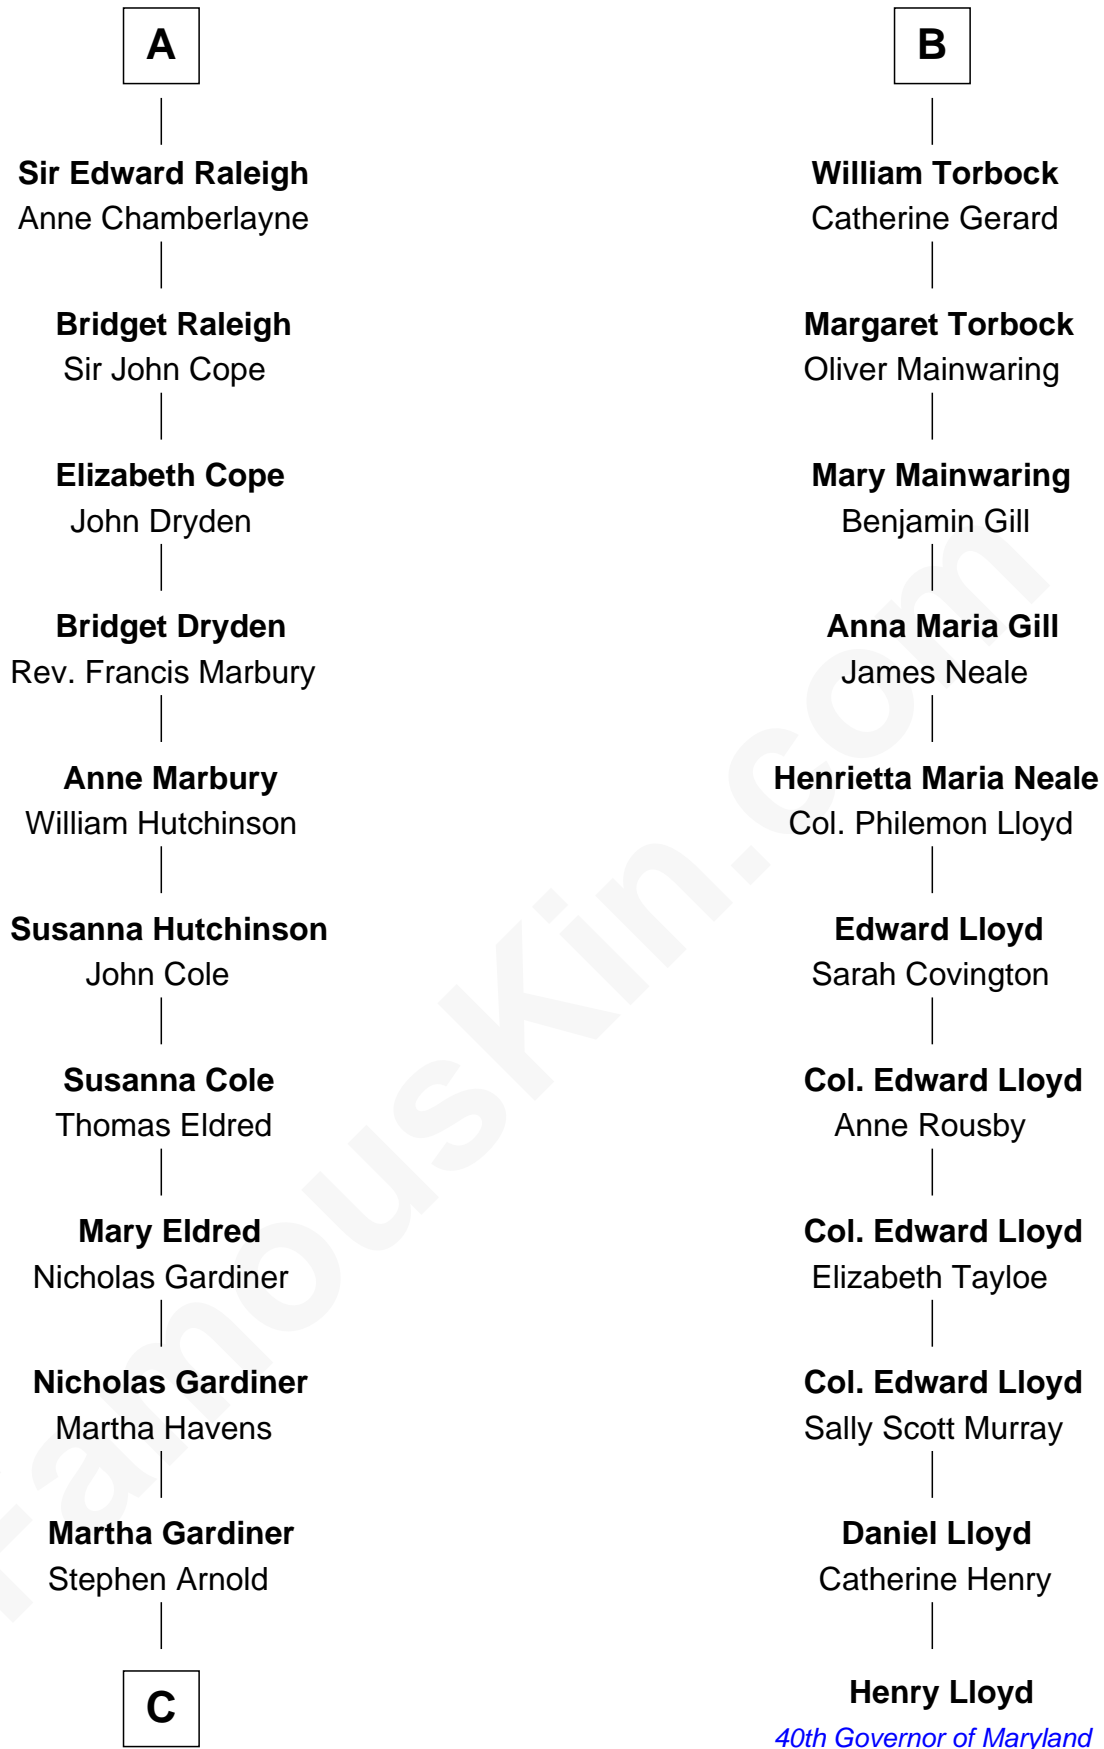 A
Sir Edward Raleigh
Anne Chamberlayne
Bridget Raleigh
Sir John Cope
Elizabeth Cope
John Dryden
Bridget Dryden
Rev. Francis Marbury
Anne Marbury
William Hutchinson
Susanna Hutchinson
John Cole
Susanna Cole
Thomas Eldred
Mary Eldred
Nicholas Gardiner
Nicholas Gardiner
Martha Havens
Martha Gardiner
Stephen Arnold
C
B
William Torbock
Catherine Gerard
Margaret Torbock
Oliver Mainwaring
Mary Mainwaring
Benjamin Gill
Anna Maria Gill
James Neale
Henrietta Maria Neale
Col. Philemon Lloyd
Edward Lloyd
Sarah Covington
Col. Edward Lloyd
Anne Rousby
Col. Edward Lloyd
Elizabeth Tayloe
Col. Edward Lloyd
Sally Scott Murray
Daniel Lloyd
Catherine Henry
Henry Lloyd
40th Governor of Maryland
FamousKin.com